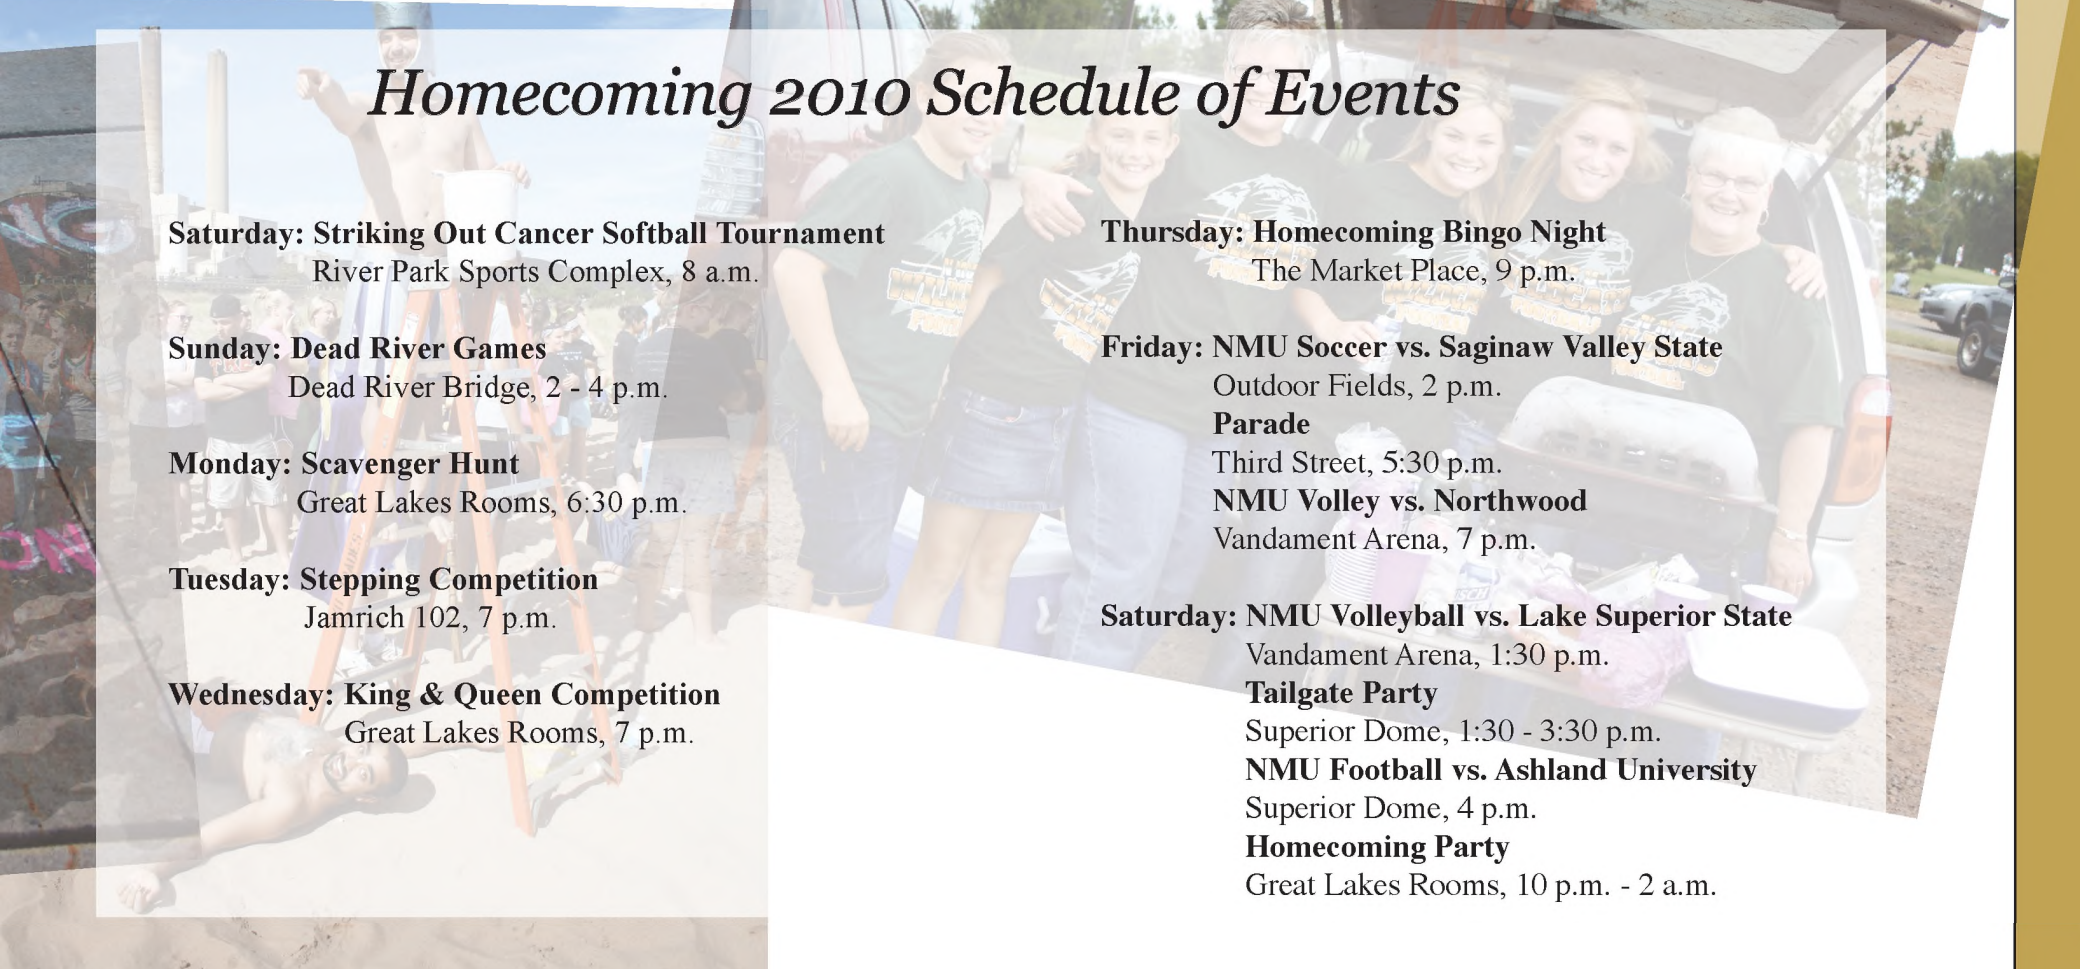 Homecoming 2010 Schedule of Events
Saturday: Striking Out Cancer Softball Tournament
River Park Sports Complex, 8 a.m.
Sunday: Dead River Games
Dead River Bridge, 2 - 4 p.m.
Monday: Scavenger Hunt
Great Lakes Rooms, 6:30 p.m.
Tuesday: Stepping Competition
Jamrich 102, 7 p.m.
Wednesday: King & Queen Competition
Great Lakes Rooms, 7 p.m.
Thursday: Homecoming Bingo Night
The Market Place, 9 p.m.
Friday: NMU Soccer vs. Saginaw Valley State
Outdoor Fields, 2 p.m.
Parade
Third Street, 5:30 p.m.
NMU Volley vs. Northwood
Vandament Arena, 7 p.m.
Saturday: NMU Volleyball vs. Lake Superior State
Vandament Arena, 1:30 p.m.
Tailgate Party
Superior Dome, 1:30 - 3:30 p.m.
NMU Football vs. Ashland University
Superior Dome, 4 p.m.
Homecoming Party
Great Lakes Rooms, 10 p.m. - 2 a.m.